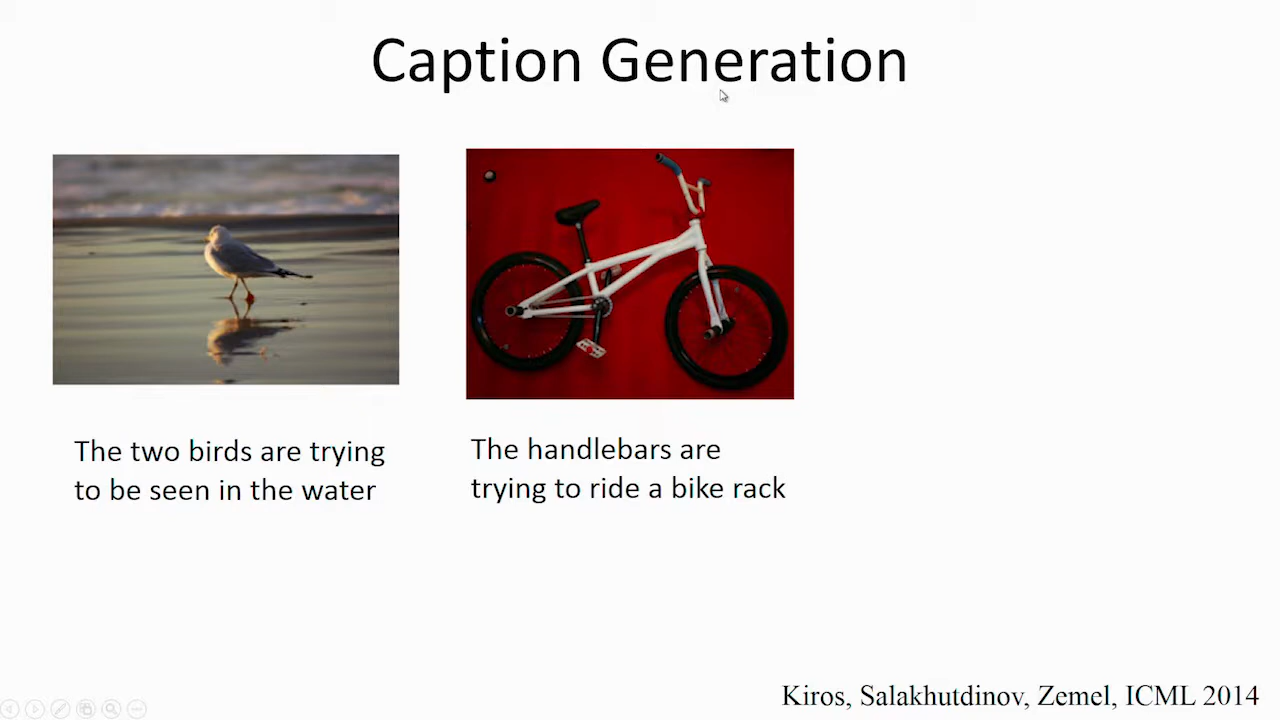 Caption Generation
The two birds are trying
to be seen in the water
The handlebars are
trying to ride a bike rack
Kiros, Salakhutdinov, Zemel, ICML 2014